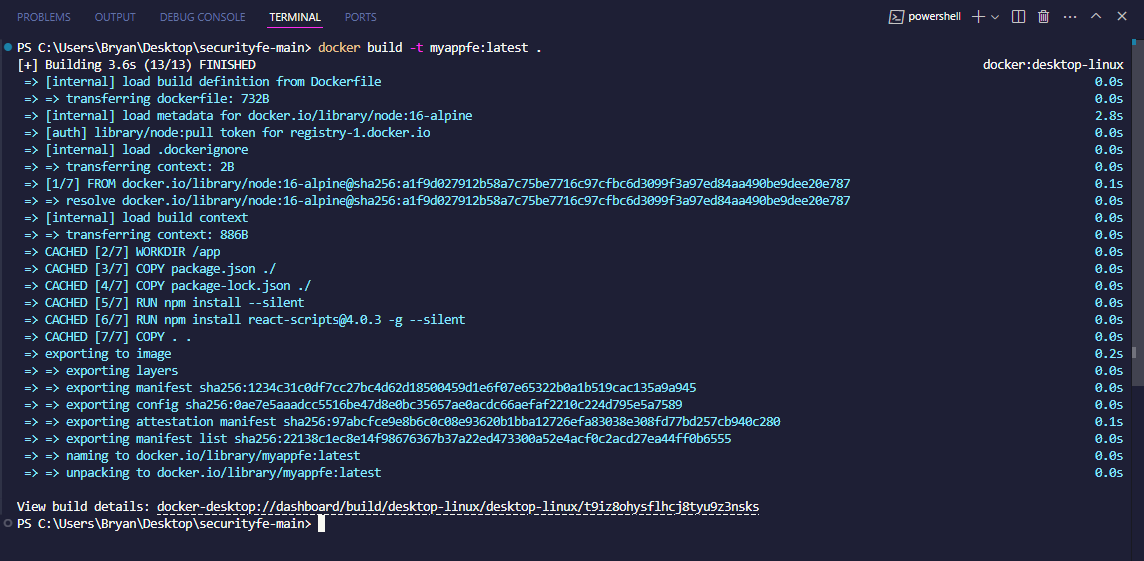 PROBLEMS OUTPUT DEBUG CONSOLE TERMINAL PORTS powershell
PS C:\Users\Bryan\Desktop\securityfe-main> docker build -t myappfe:latest .
[+] Building 3.6s (13/13) FINISHED docker:desktop-linux
=> [internal] load build definition from Dockerfile 0.0s
=> => transferring dockerfile: 732B 0.0s
=> [internal] load metadata for docker.io/library/node:16-alpine 2.8s
=> [auth] library/node:pull token for registry-1.docker.io 0.0s
=> [internal] load .dockerignore 0.0s
=> => transferring context: 2B 0.0s
=> [1/7] FROM docker.io/library/node:16-alpine@sha256:a1f9d027912b58a7c75be7716c97cfbc6d3099f3a97ed84aa490be9dee20e787 0.1s
=> => resolve docker.io/library/node:16-alpine@sha256:a1f9d027912b58a7c75be7716c97cfbc6d3099f3a97ed84aa490be9dee20e787 0.0s
=> [internal] load build context 0.0s
=> => transferring context: 886B 0.0s
=> CACHED [2/7] WORKDIR /app 0.0s
=> CACHED [3/7] COPY package.json ./ 0.0s
=> CACHED [4/7] COPY package-lock.json ./ 0.0s
=> CACHED [5/7] RUN npm install --silent 0.0s
=> CACHED [6/7] RUN npm install react-scripts@4.0.3 -g --silent 0.0s
=> CACHED [7/7] COPY . . 0.0s
=> exporting to image 0.2s
=> => exporting layers 0.0s
=> => exporting manifest sha256:1234c31c0df7cc27bc4d62d18500459d1e6f07e65322b0a1b519cac135a9a945 0.0s
=> => exporting config sha256:0ae7e5aaadcc5516be47d8e0bc35657ae0acdc66aefaf2210c224d795e5a7589 0.0s
=> => exporting attestation manifest sha256:97abcfce9e8b6c0c08e93620b1bba12726efa83038e308fd77bd257cb940c280 0.1s
=> => exporting manifest list sha256:22138c1ec8e14f98676367b37a22ed473300a52e4acf0c2acd27ea44ff0b6555 0.0s
=> => naming to docker.io/library/myappfe:latest 0.0s
=> => unpacking to docker.io/library/myappfe:latest 0.0s
View build details: docker-desktop://dashboard/build/desktop-linux/desktop-linux/t9iz8ohysflhcj8tyu9z3nsks
PS C:\Users\Bryan\Desktop\securityfe-main>